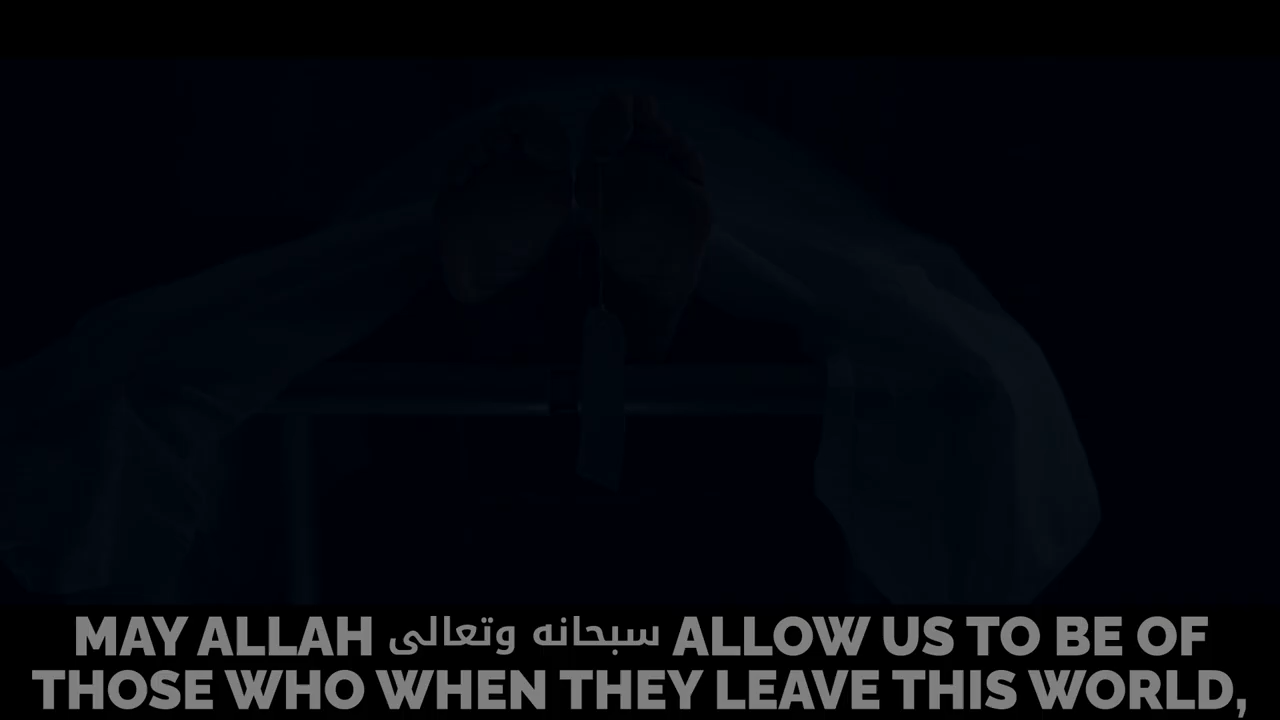 MAY ALLAH سبحانه وتعالى ALLOW US TO BE OF
THOSE WHO WHEN THEY LEAVE THIS WORLD,